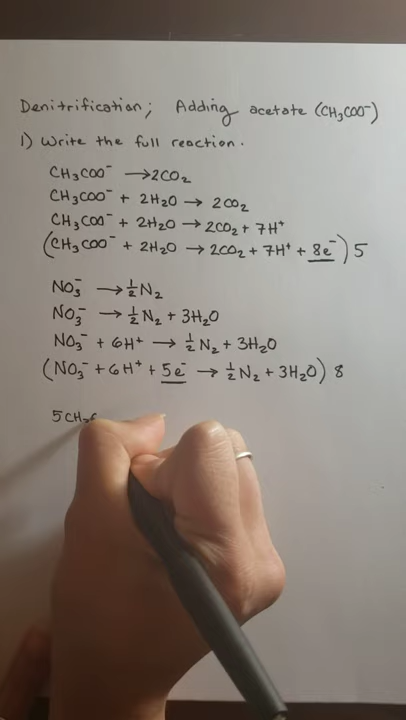 Denitrification; Adding acetate (CH₃COO⁻)
1) Write the full reaction.
CH₃COO⁻ → 2CO₂
CH₃COO⁻ + 2H₂O → 2CO₂
CH₃COO⁻ + 2H₂O → 2CO₂ + 7H⁺
(CH₃COO⁻ + 2H₂O → 2CO₂ + 7H⁺ + 8e⁻) 5
NO₃⁻ → ½N₂
NO₃⁻ → ½N₂ + 3H₂O
NO₃⁻ + 6H⁺ → ½N₂ + 3H₂O
(NO₃⁻ + 6H⁺ + 5e⁻ → ½N₂ + 3H₂O) 8
5CH₃C